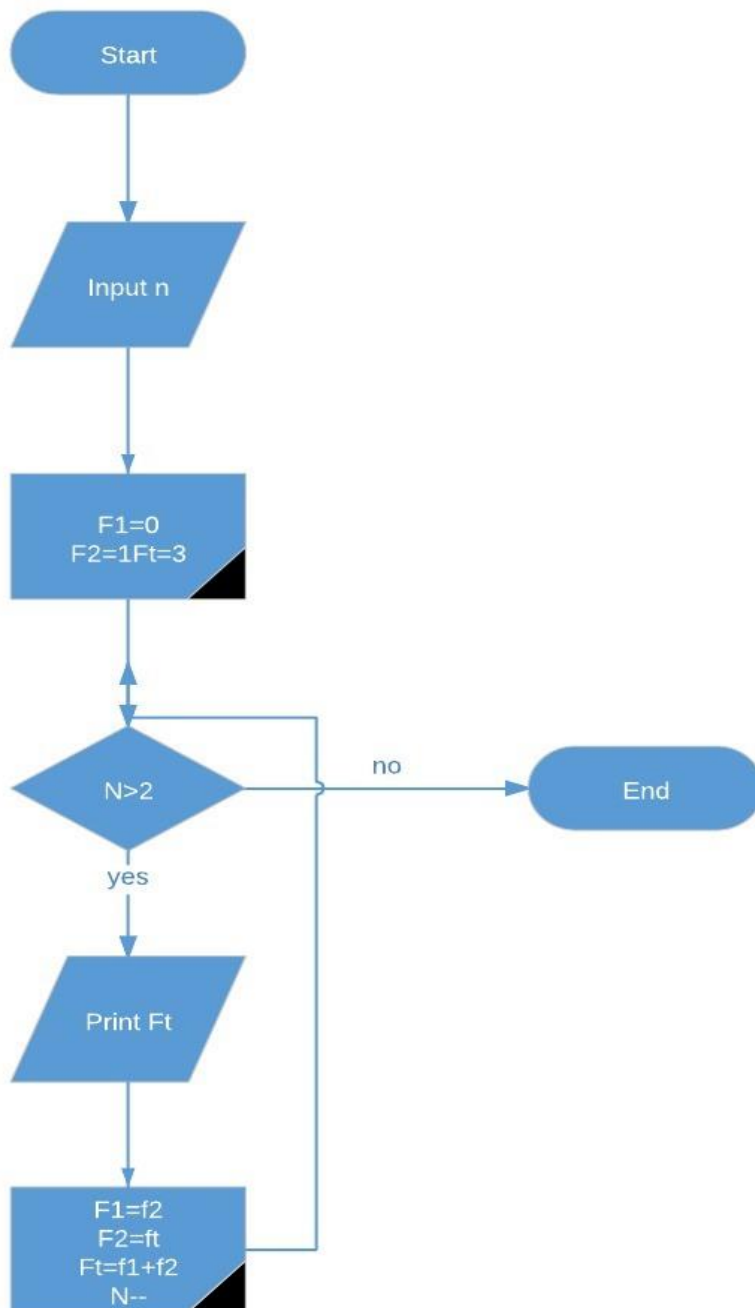 Start
Input n
F1=0
F2=1Ft=3
N>2
no
End
yes
Print Ft
F1=f2
F2=ft
Ft=f1+f2
N--